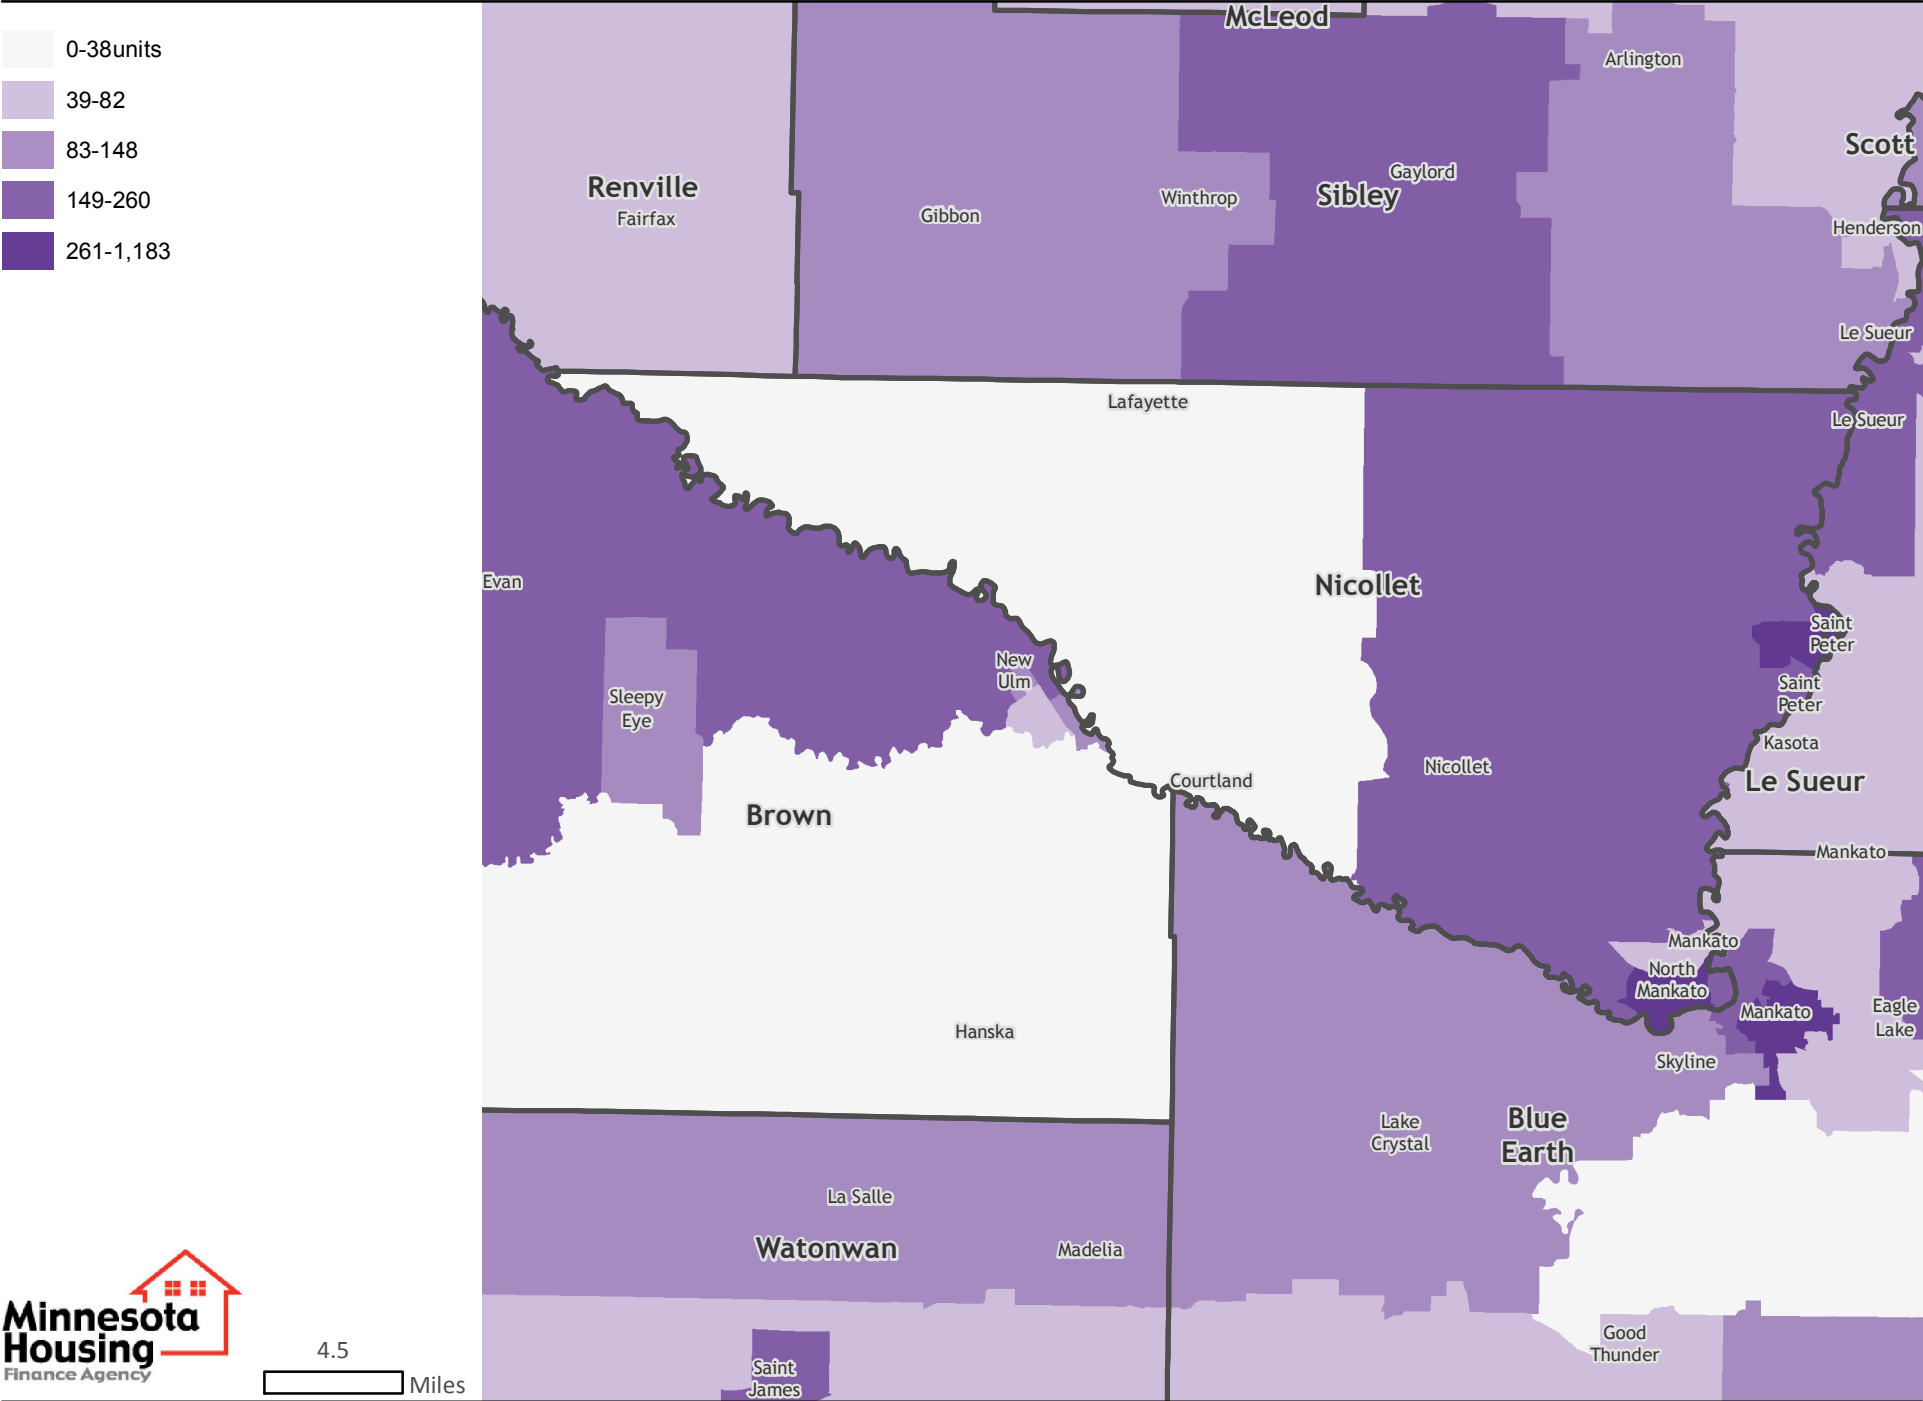 0-38units
39-82
83-148
149-260
261-1,183
McLeod
Arlington
Scott
Renville
Fairfax
Gibbon
Winthrop
Gaylord
Sibley
Henderson
Le Sueur
Lafayette
Le Sueur
Evan
Nicollet
Saint
Peter
New
Ulm
Sleepy
Eye
Saint
Peter
Kasota
Nicollet
Courtland
Le Sueur
Brown
Mankato
Mankato
North
Mankato
Mankato
Eagle
Lake
Hanska
Skyline
Lake
Crystal
Blue
Earth
La Salle
Watonwan
Madelia
Good
Thunder
Saint
James
Minnesota
Housing
Finance Agency
4.5
Miles